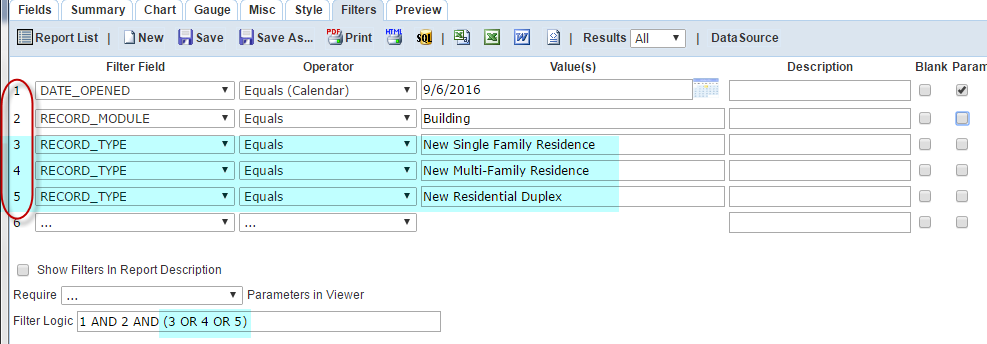 Fields Summary Chart Gauge Misc Style Filters Preview
Report List | New Save Save As... PDF Print HTML SQL | Results All | DataSource
Filter Field Operator Value(s) Description Blank Param
1 DATE_OPENED Equals (Calendar) 9/6/2016
2 RECORD_MODULE Equals Building
3 RECORD_TYPE Equals New Single Family Residence
4 RECORD_TYPE Equals New Multi-Family Residence
5 RECORD_TYPE Equals New Residential Duplex
6 ... ...
Show Filters In Report Description
Require ... Parameters in Viewer
Filter Logic 1 AND 2 AND (3 OR 4 OR 5)